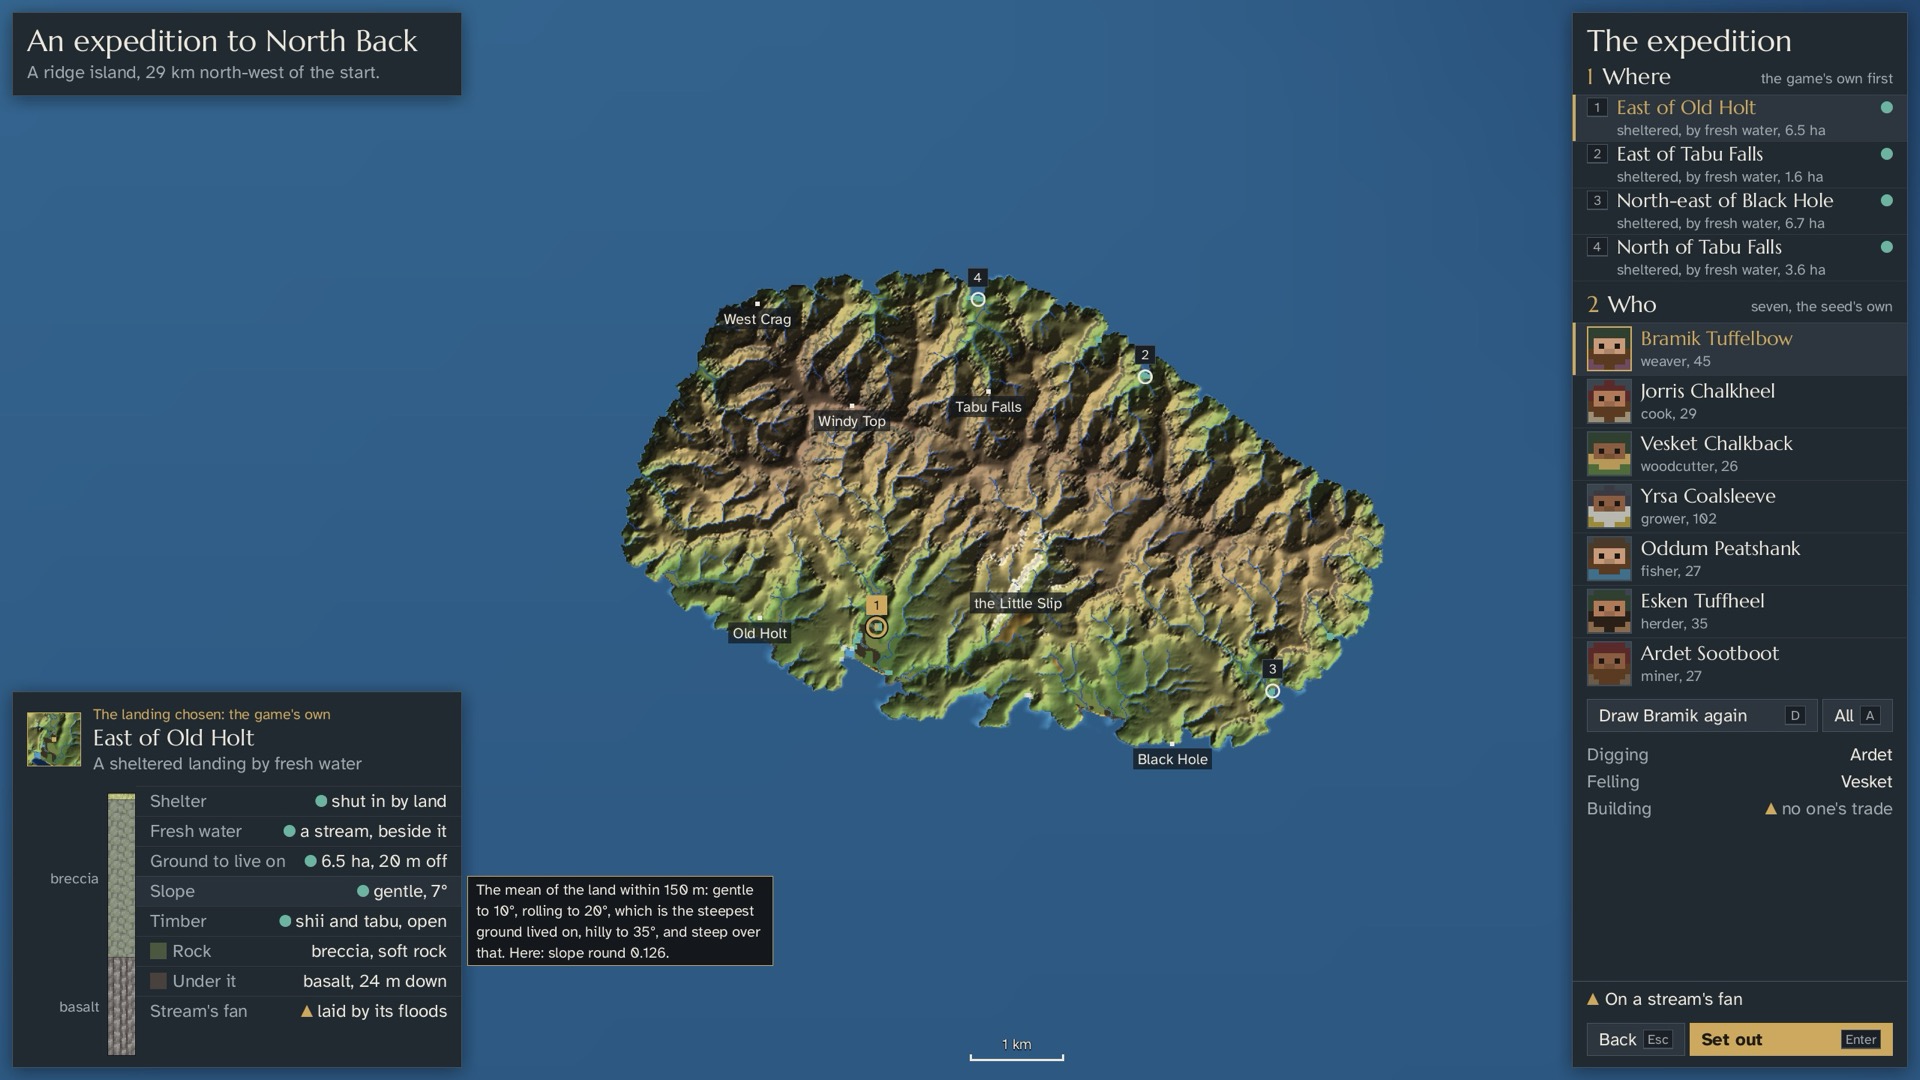 An expedition to North Back
A ridge island, 29 km north-west of the start.
The expedition
1 Where
the game's own first
1 East of Old Holt
sheltered, by fresh water, 6.5 ha
2 East of Tabu Falls
sheltered, by fresh water, 1.6 ha
3 North-east of Black Hole
sheltered, by fresh water, 6.7 ha
4 North of Tabu Falls
sheltered, by fresh water, 3.6 ha
2 Who
seven, the seed's own
Bramik Tuffelbow
weaver, 45
Jorris Chalkheel
cook, 29
Vesket Chalkback
woodcutter, 26
Yrsa Coalsleeve
grower, 102
Oddum Peatshank
fisher, 27
Esken Tuffheel
herder, 35
Ardet Sootboot
miner, 27
Draw Bramik again D
All A
Digging Ardet
Felling Vesket
Building no one's trade
On a stream's fan
Back Esc
Set out Enter
4
West Crag
2
Tabu Falls
Windy Top
the Little Slip
1
Old Holt
3
Black Hole
1 km
The landing chosen: the game's own
East of Old Holt
A sheltered landing by fresh water
breccia
basalt
Shelter shut in by land
Fresh water a stream, beside it
Ground to live on 6.5 ha, 20 m off
Slope gentle, 7°
Timber shii and tabu, open
Rock breccia, soft rock
Under it basalt, 24 m down
Stream's fan laid by its floods
The mean of the land within 150 m: gentle
to 10°, rolling to 20°, which is the steepest
ground lived on, hilly to 35°, and steep over
that. Here: slope round 0.126.